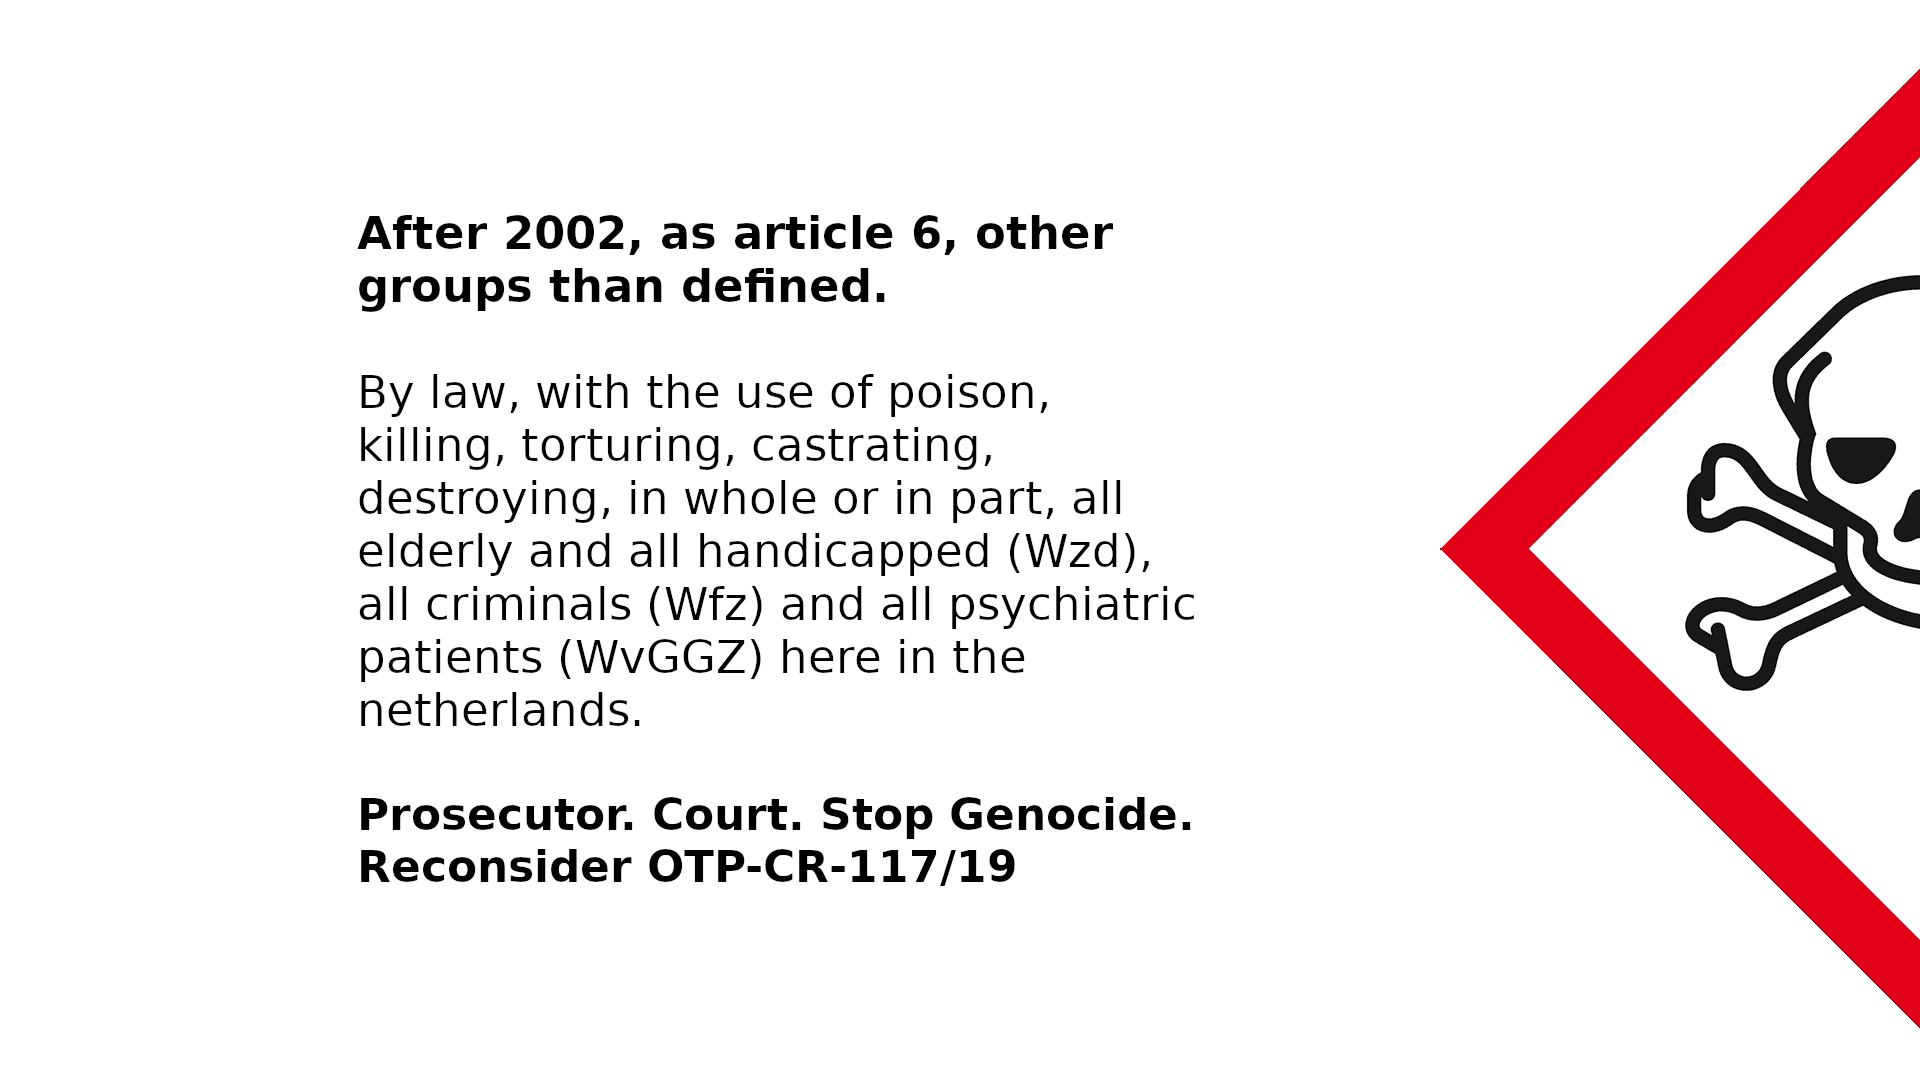 After 2002, as article 6, other
groups than defined.
By law, with the use of poison,
killing, torturing, castrating,
destroying, in whole or in part, all
elderly and all handicapped (Wzd),
all criminals (Wfz) and all psychiatric
patients (WvGGZ) here in the
netherlands.
Prosecutor. Court. Stop Genocide.
Reconsider OTP-CR-117/19